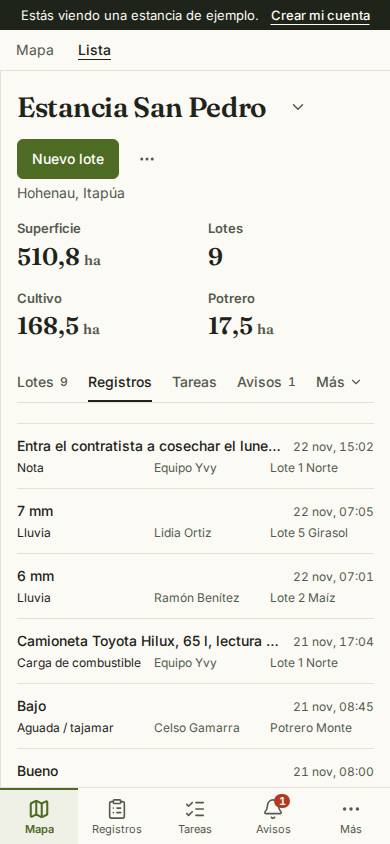 Estás viendo una estancia de ejemplo. Crear mi cuenta
Mapa Lista
Estancia San Pedro
Nuevo lote
Hohenau, Itapúa
Superficie Lotes
510,8 ha 9
Cultivo Potrero
168,5 ha 17,5 ha
Lotes 9 Registros Tareas Avisos 1 Más
Entra el contratista a cosechar el lune... 22 nov, 15:02
Nota Equipo Yvy Lote 1 Norte
7 mm 22 nov, 07:05
Lluvia Lidia Ortiz Lote 5 Girasol
6 mm 22 nov, 07:01
Lluvia Ramón Benítez Lote 2 Maíz
Camioneta Toyota Hilux, 65 l, lectura ... 21 nov, 17:04
Carga de combustible Equipo Yvy Lote 1 Norte
Bajo 21 nov, 08:45
Aguada / tajamar Celso Gamarra Potrero Monte
Bueno 21 nov, 08:00
1
Mapa Registros Tareas Avisos Más